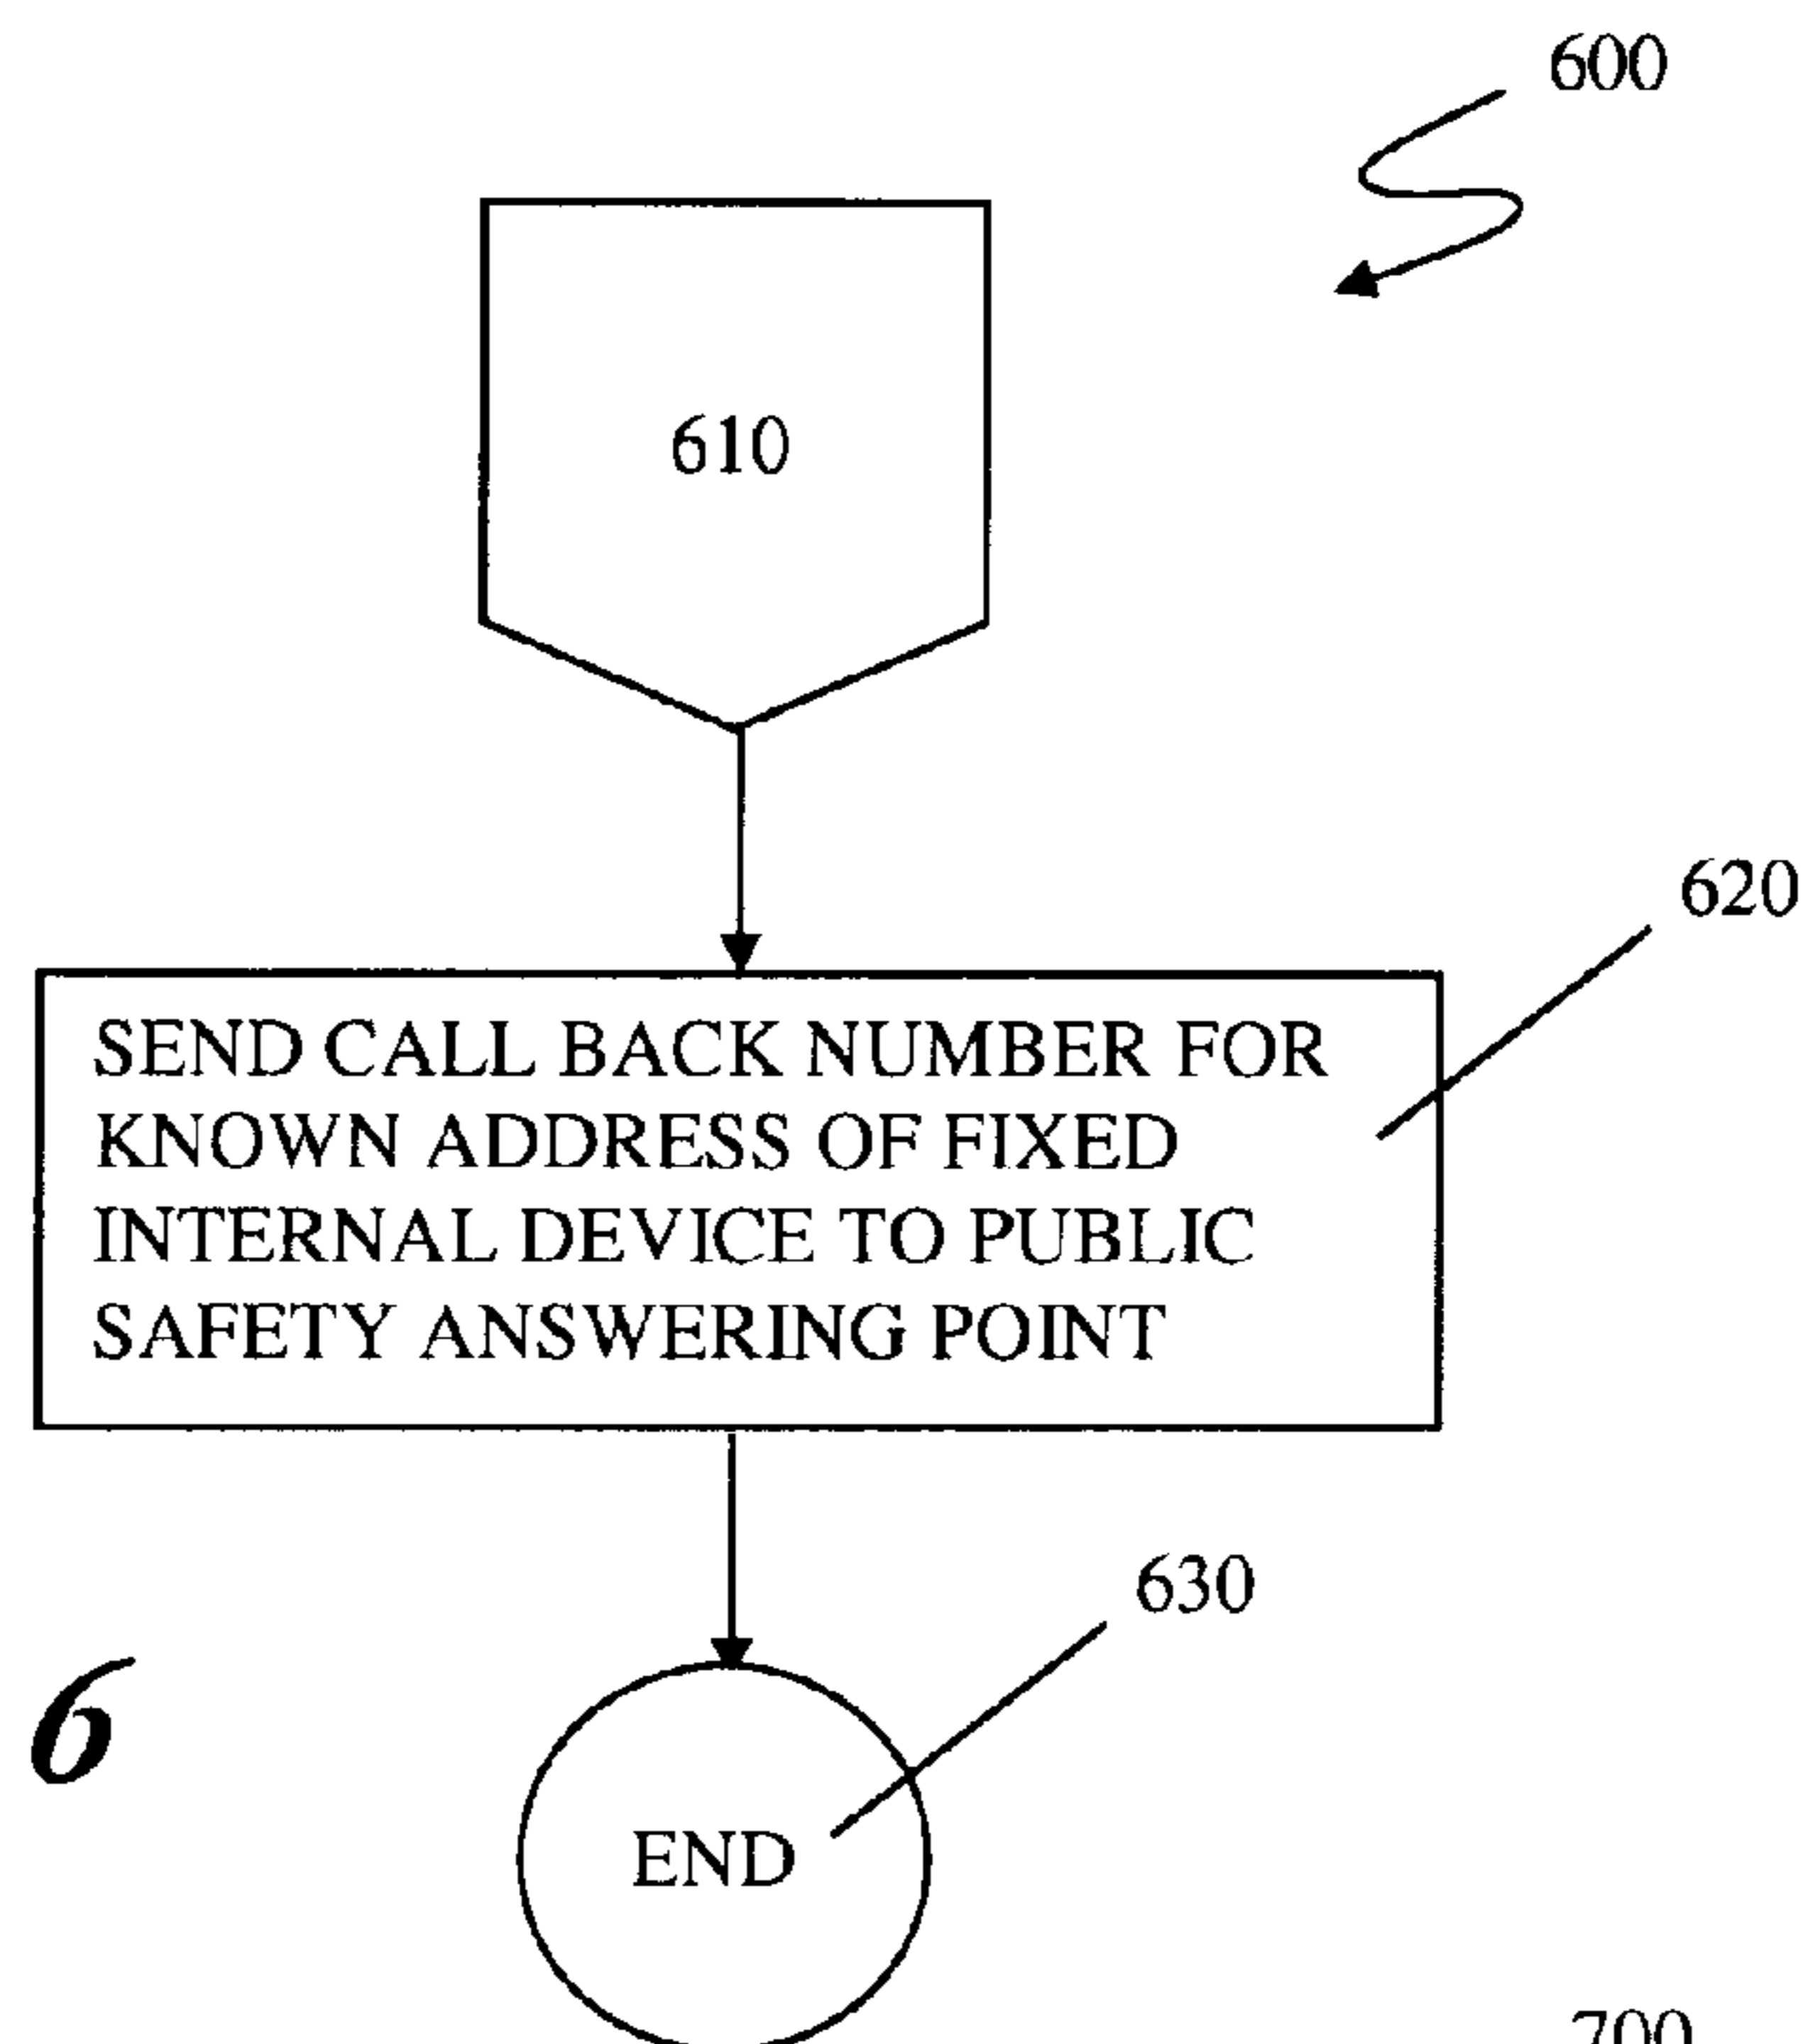 600
610
620
SEND CALL BACK NUMBER FOR
KNOWN ADDRESS OF FIXED
INTERNAL DEVICE TO PUBLIC
SAFETY ANSWERING POINT
630
6
END
700